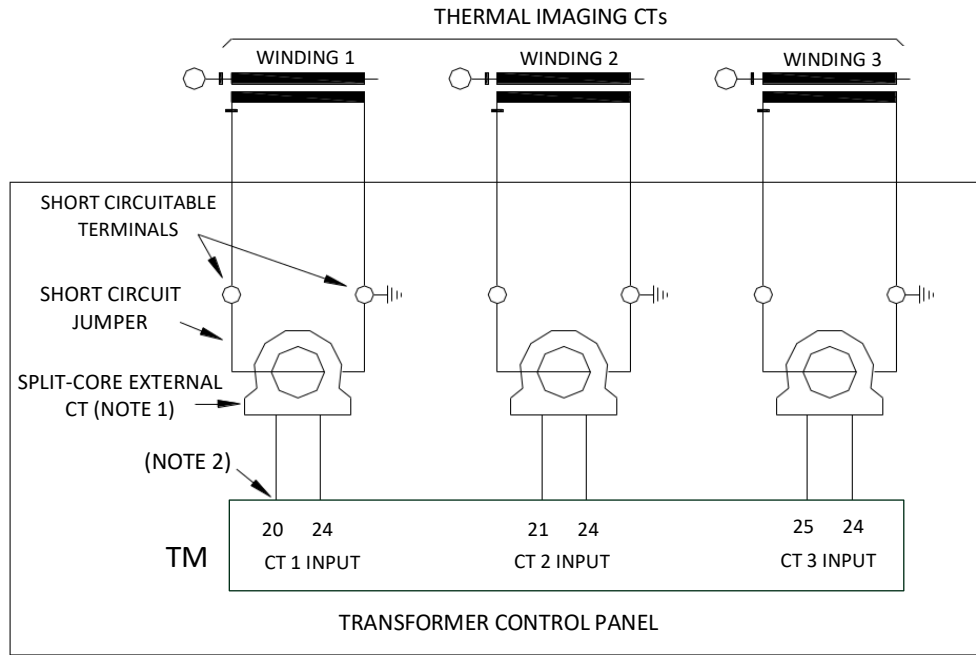 THERMAL IMAGING CTs
WINDING 1
WINDING 2
WINDING 3
SHORT CIRCUITABLE
TERMINALS
SHORT CIRCUIT
JUMPER
SPLIT-CORE EXTERNAL
CT (NOTE 1)
(NOTE 2)
TM
20 24
CT 1 INPUT
21 24
CT 2 INPUT
25 24
CT 3 INPUT
TRANSFORMER CONTROL PANEL